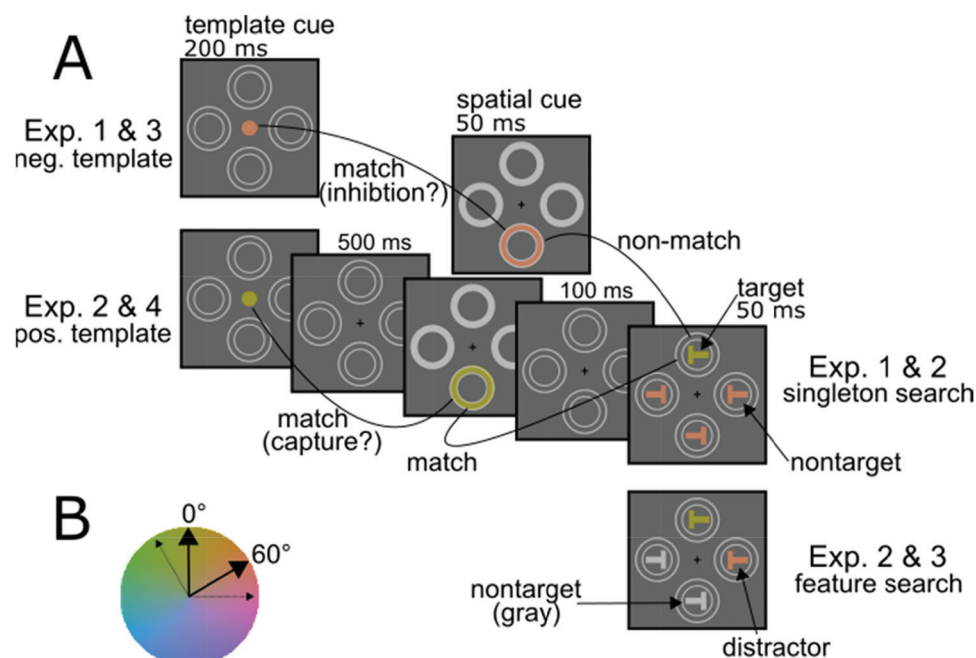 A
template cue
200 ms
Exp. 1 & 3
neg. template
spatial cue
50 ms
match
(inhibtion?)
non-match
500 ms
Exp. 2 & 4
pos. template
100 ms
target
50 ms
Exp. 1 & 2
singleton search
match
(capture?)
match
nontarget
B
0°
60°
nontarget
(gray)
Exp. 2 & 3
feature search
distractor